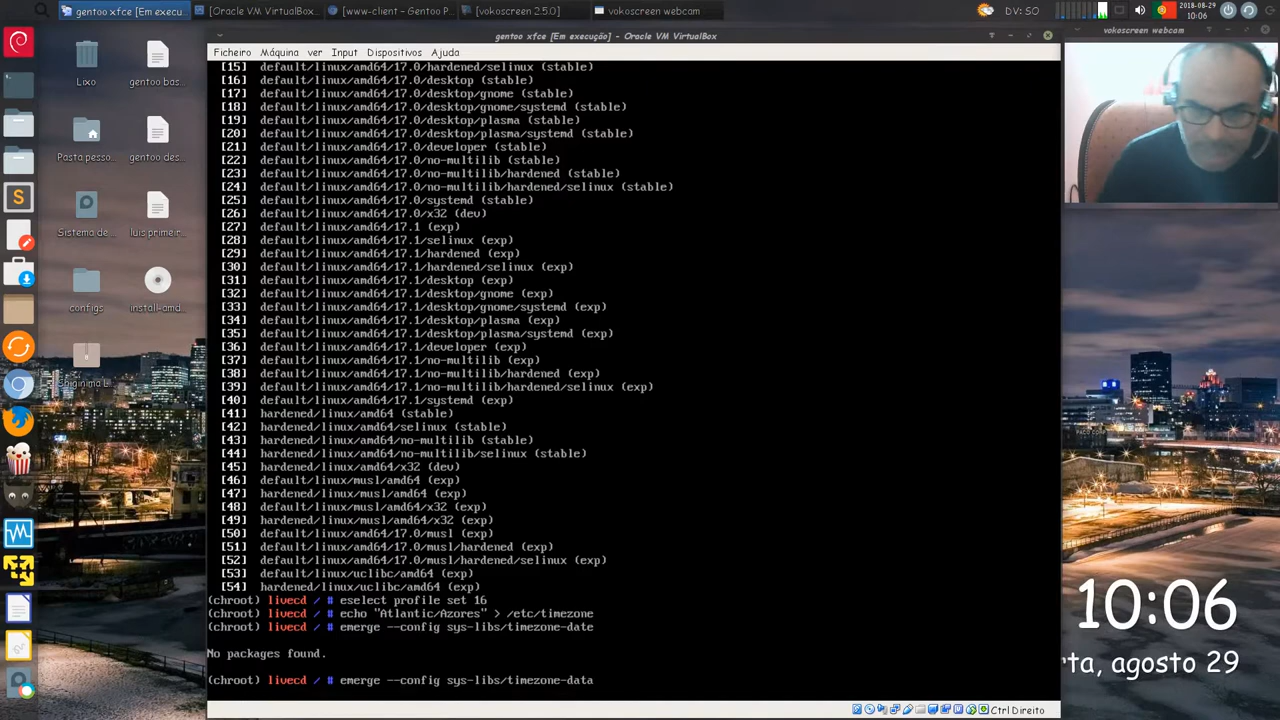 gentoo xfce [Em execu...
[Oracle VM VirtualBox
[www-client – Gentoo P...
[vokoscreen 2.5.0]
vokoscreen webcam
DV: SO
2018-08-29
10:06
gentoo xfce [Em execução] - Oracle VM VirtualBox
vokoscreen webcam
Ficheiro Máquina ver Input Dispositivos Ajuda
Lixo
gentoo bas...
Pasta pesso...
gentoo des...
Sistema de...
luis primeir...
configs
install-amd...
[15] default/linux/amd64/17.0/hardened/selinux (stable)
[16] default/linux/amd64/17.0/desktop (stable)
[17] default/linux/amd64/17.0/desktop/gnome (stable)
[18] default/linux/amd64/17.0/desktop/gnome/systemd (stable)
[19] default/linux/amd64/17.0/desktop/plasma (stable)
[20] default/linux/amd64/17.0/desktop/plasma/systemd (stable)
[21] default/linux/amd64/17.0/developer (stable)
[22] default/linux/amd64/17.0/no-multilib (stable)
[23] default/linux/amd64/17.0/no-multilib/hardened (stable)
[24] default/linux/amd64/17.0/no-multilib/hardened/selinux (stable)
[25] default/linux/amd64/17.0/systemd (stable)
[26] default/linux/amd64/17.0/x32 (dev)
[27] default/linux/amd64/17.1 (exp)
[28] default/linux/amd64/17.1/selinux (exp)
[29] default/linux/amd64/17.1/hardened (exp)
[30] default/linux/amd64/17.1/hardened/selinux (exp)
[31] default/linux/amd64/17.1/desktop (exp)
[32] default/linux/amd64/17.1/desktop/gnome (exp)
[33] default/linux/amd64/17.1/desktop/gnome/systemd (exp)
[34] default/linux/amd64/17.1/desktop/plasma (exp)
[35] default/linux/amd64/17.1/desktop/plasma/systemd (exp)
[36] default/linux/amd64/17.1/developer (exp)
[37] default/linux/amd64/17.1/no-multilib (exp)
[38] default/linux/amd64/17.1/no-multilib/hardened (exp)
[39] default/linux/amd64/17.1/no-multilib/hardened/selinux (exp)
[40] default/linux/amd64/17.1/systemd (exp)
[41] hardened/linux/amd64 (stable)
[42] hardened/linux/amd64/selinux (stable)
[43] hardened/linux/amd64/no-multilib (stable)
[44] hardened/linux/amd64/no-multilib/selinux (stable)
[45] hardened/linux/amd64/x32 (dev)
[46] default/linux/musl/amd64 (exp)
[47] hardened/linux/musl/amd64 (exp)
[48] default/linux/musl/amd64/x32 (exp)
[49] hardened/linux/musl/amd64/x32 (exp)
[50] default/linux/amd64/17.0/musl (exp)
[51] default/linux/amd64/17.0/musl/hardened (exp)
[52] default/linux/amd64/17.0/musl/hardened/selinux (exp)
[53] default/linux/uclibc/amd64 (exp)
[54] hardened/linux/uclibc/amd64 (exp)
(chroot) livecd / # eselect profile set 16
(chroot) livecd / # echo "Atlantic/Azores" > /etc/timezone
(chroot) livecd / # emerge --config sys-libs/timezone-date
No packages found.
(chroot) livecd / # emerge --config sys-libs/timezone-data
Ctrl Direito
10:06
rta, agosto 29